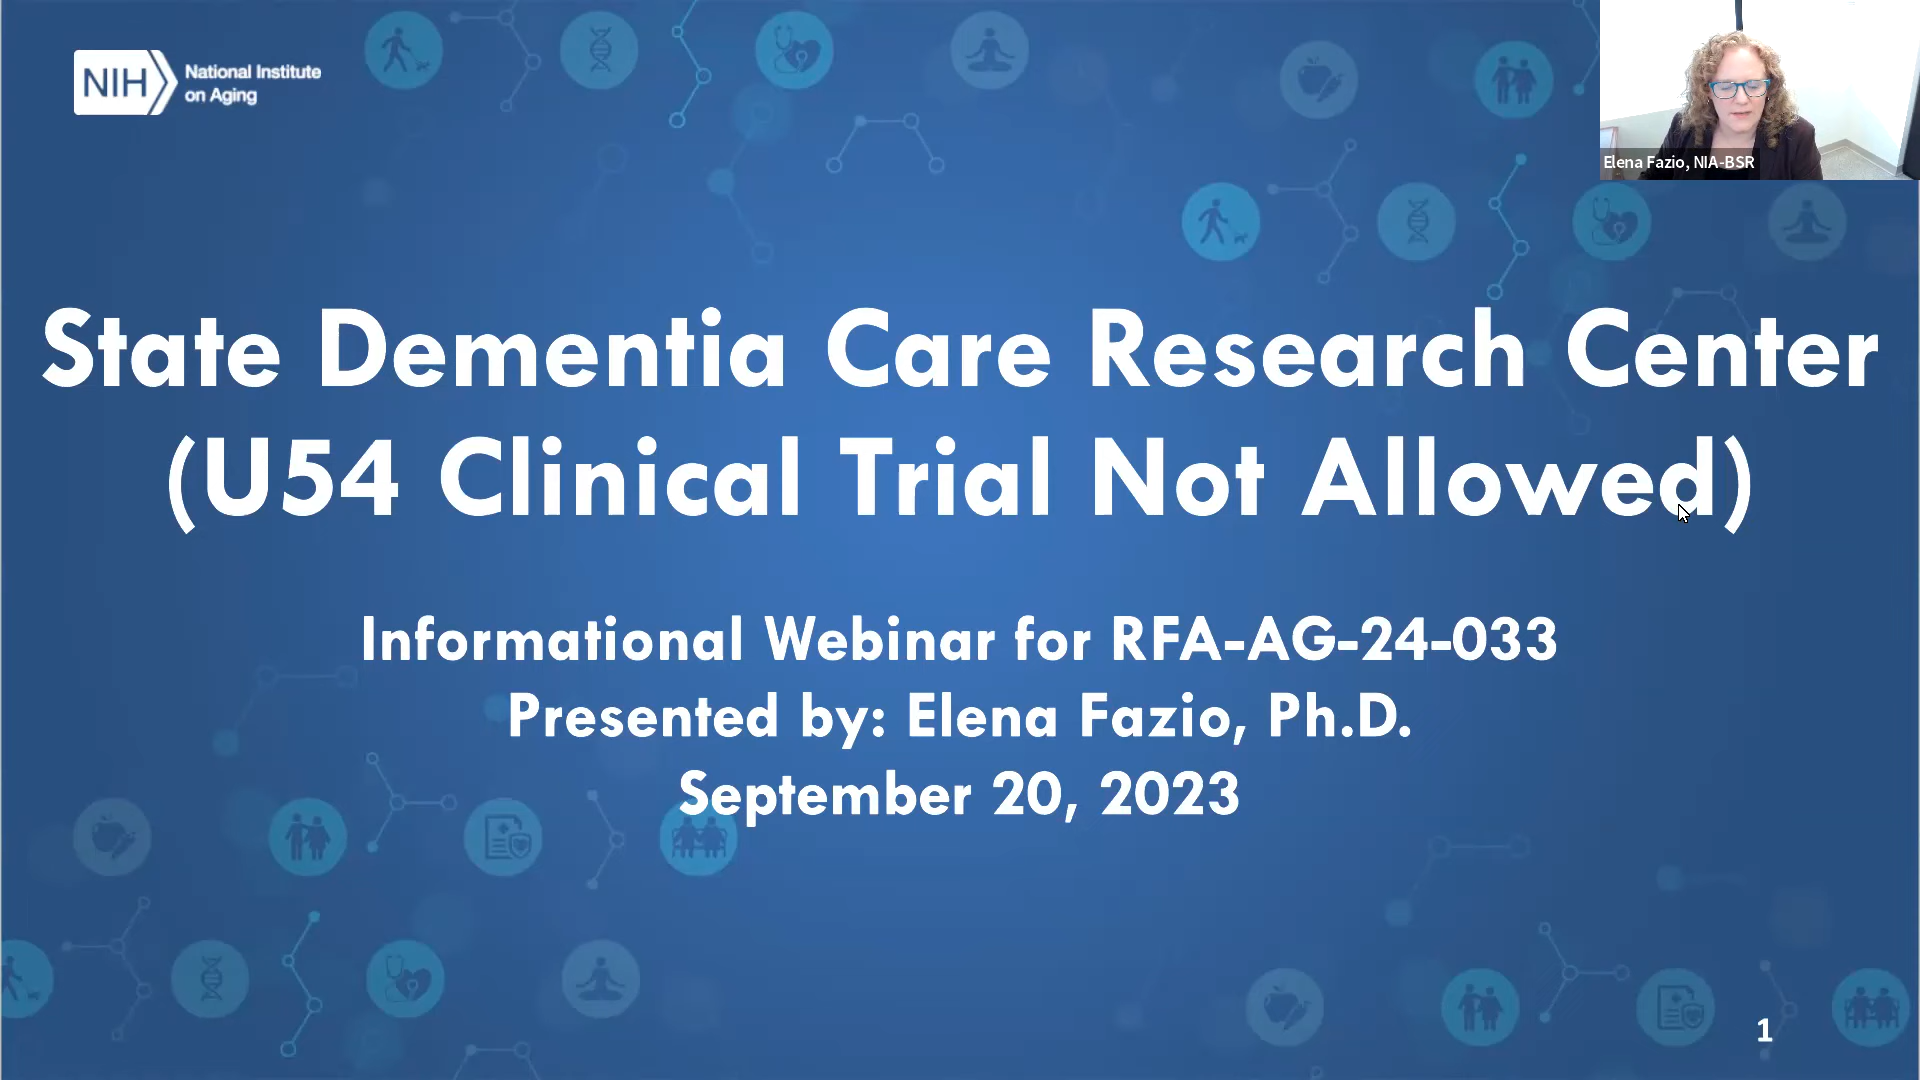 NIH
National Institute
on Aging
Elena Fazio, NIA-BSR
State Dementia Care Research Center
(U54 Clinical Trial Not Allowed)
Informational Webinar for RFA-AG-24-033
Presented by: Elena Fazio, Ph.D.
September 20, 2023
1